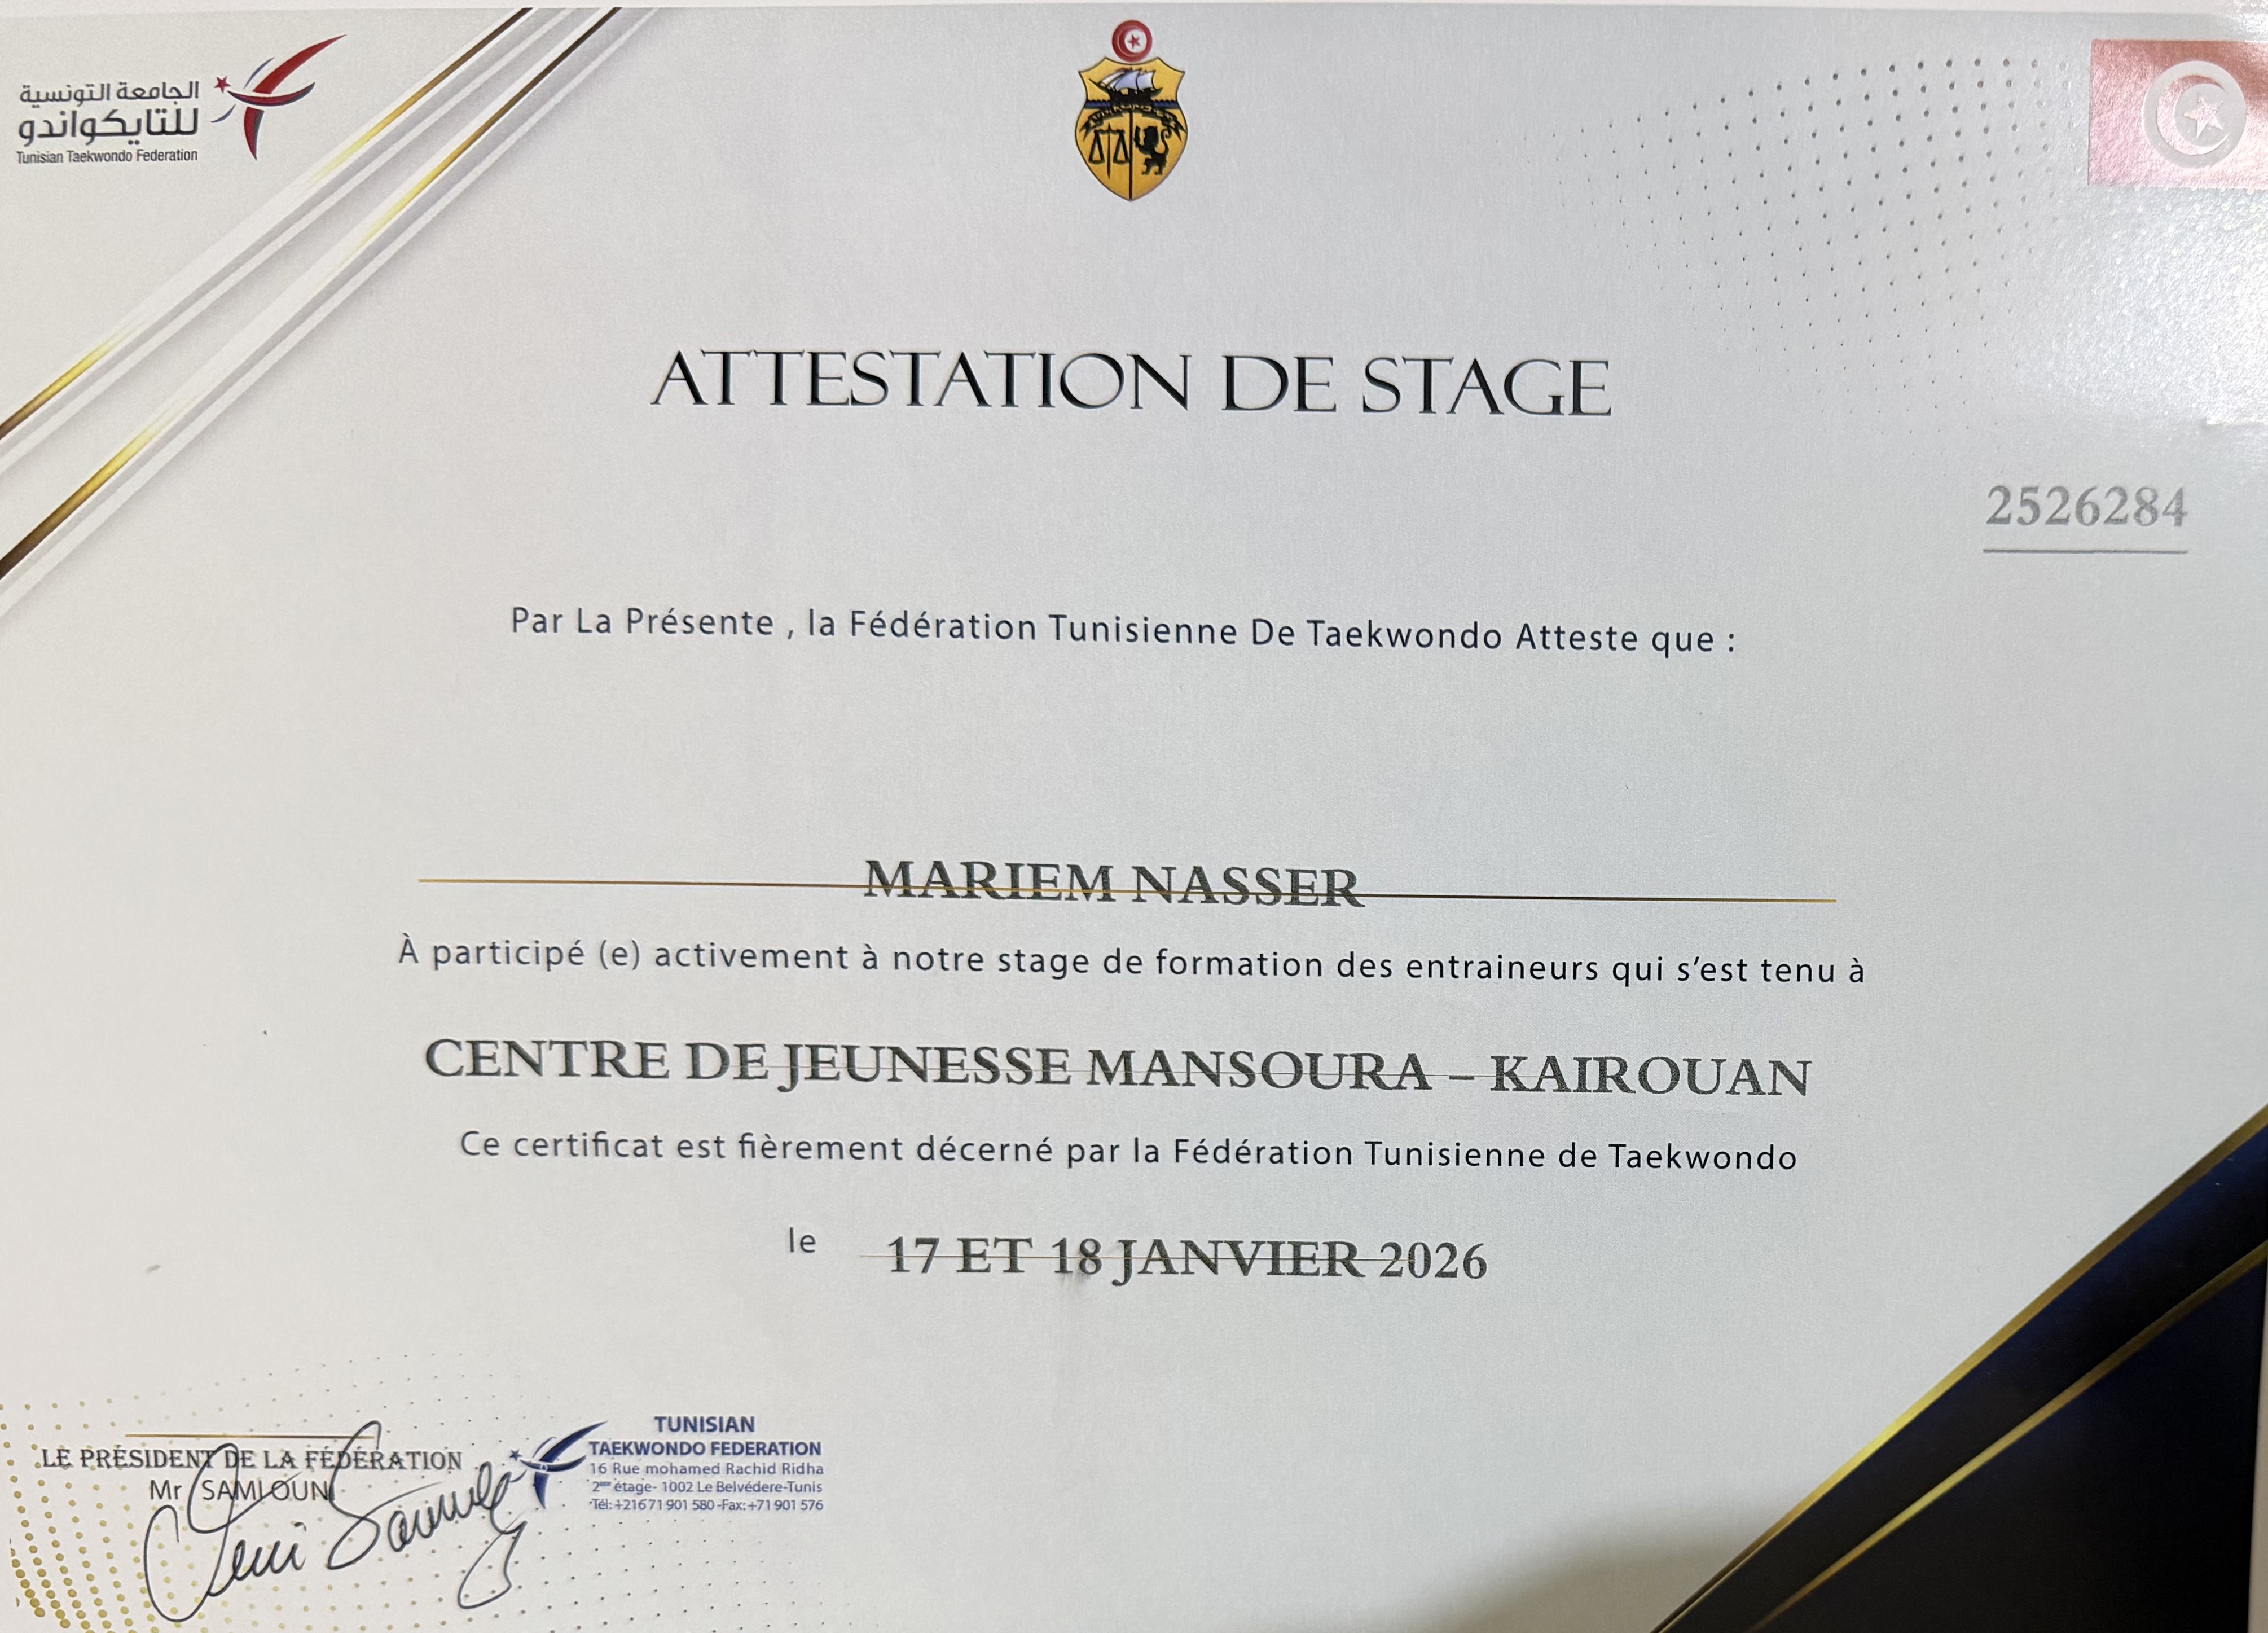 الجامعة التونسية
للتايكواندو
Tunisian Taekwondo Federation
ATTESTATION DE STAGE
2526284
Par La Présente , la Fédération Tunisienne De Taekwondo Atteste que :
MARIEM NASSER
À participé (e) activement à notre stage de formation des entraineurs qui s’est tenu à
CENTRE DE JEUNESSE MANSOURA – KAIROUAN
Ce certificat est fièrement décerné par la Fédération Tunisienne de Taekwondo
le 17 ET 18 JANVIER 2026
LE PRÉSIDENT DE LA FÉDÉRATION
Mr SAMLOUNI
TUNISIAN
TAEKWONDO FEDERATION
16 Rue mohamed Rachid Ridha
2ème étage- 1002 Le Belvédere-Tunis
Tél:+21671 901 580 -Fax:+71 901 576